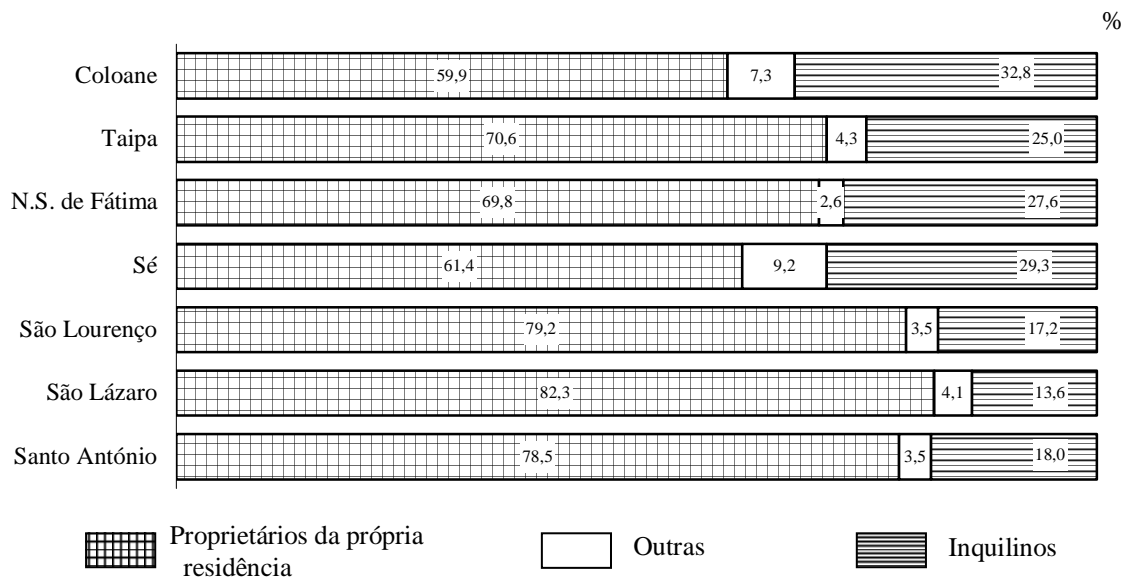 %
Coloane 59,9 7,3 32,8
Taipa 70,6 4,3 25,0
N.S. de Fátima 69,8 2,6 27,6
Sé 61,4 9,2 29,3
São Lourenço 79,2 3,5 17,2
São Lázaro 82,3 4,1 13,6
Santo António 78,5 3,5 18,0
Proprietários da própria
residência
Outras
Inquilinos